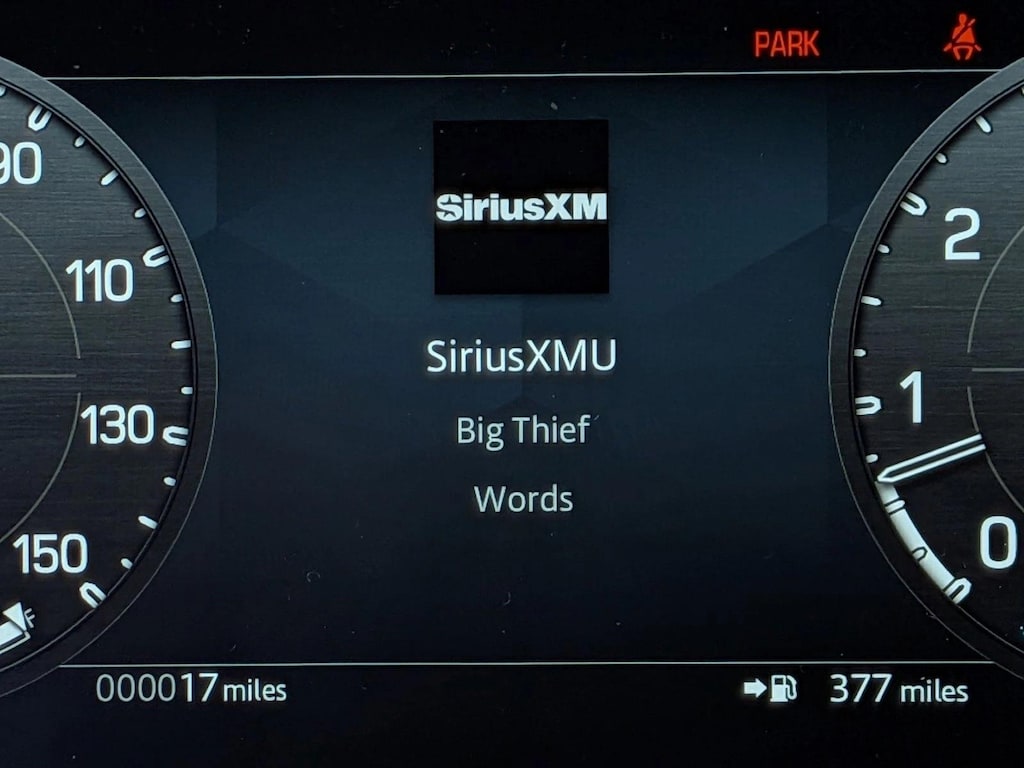 PARK
90
110
130
150
F
SiriusXM
SiriusXMU
Big Thief
Words
2
1
0
000017 miles
377 miles